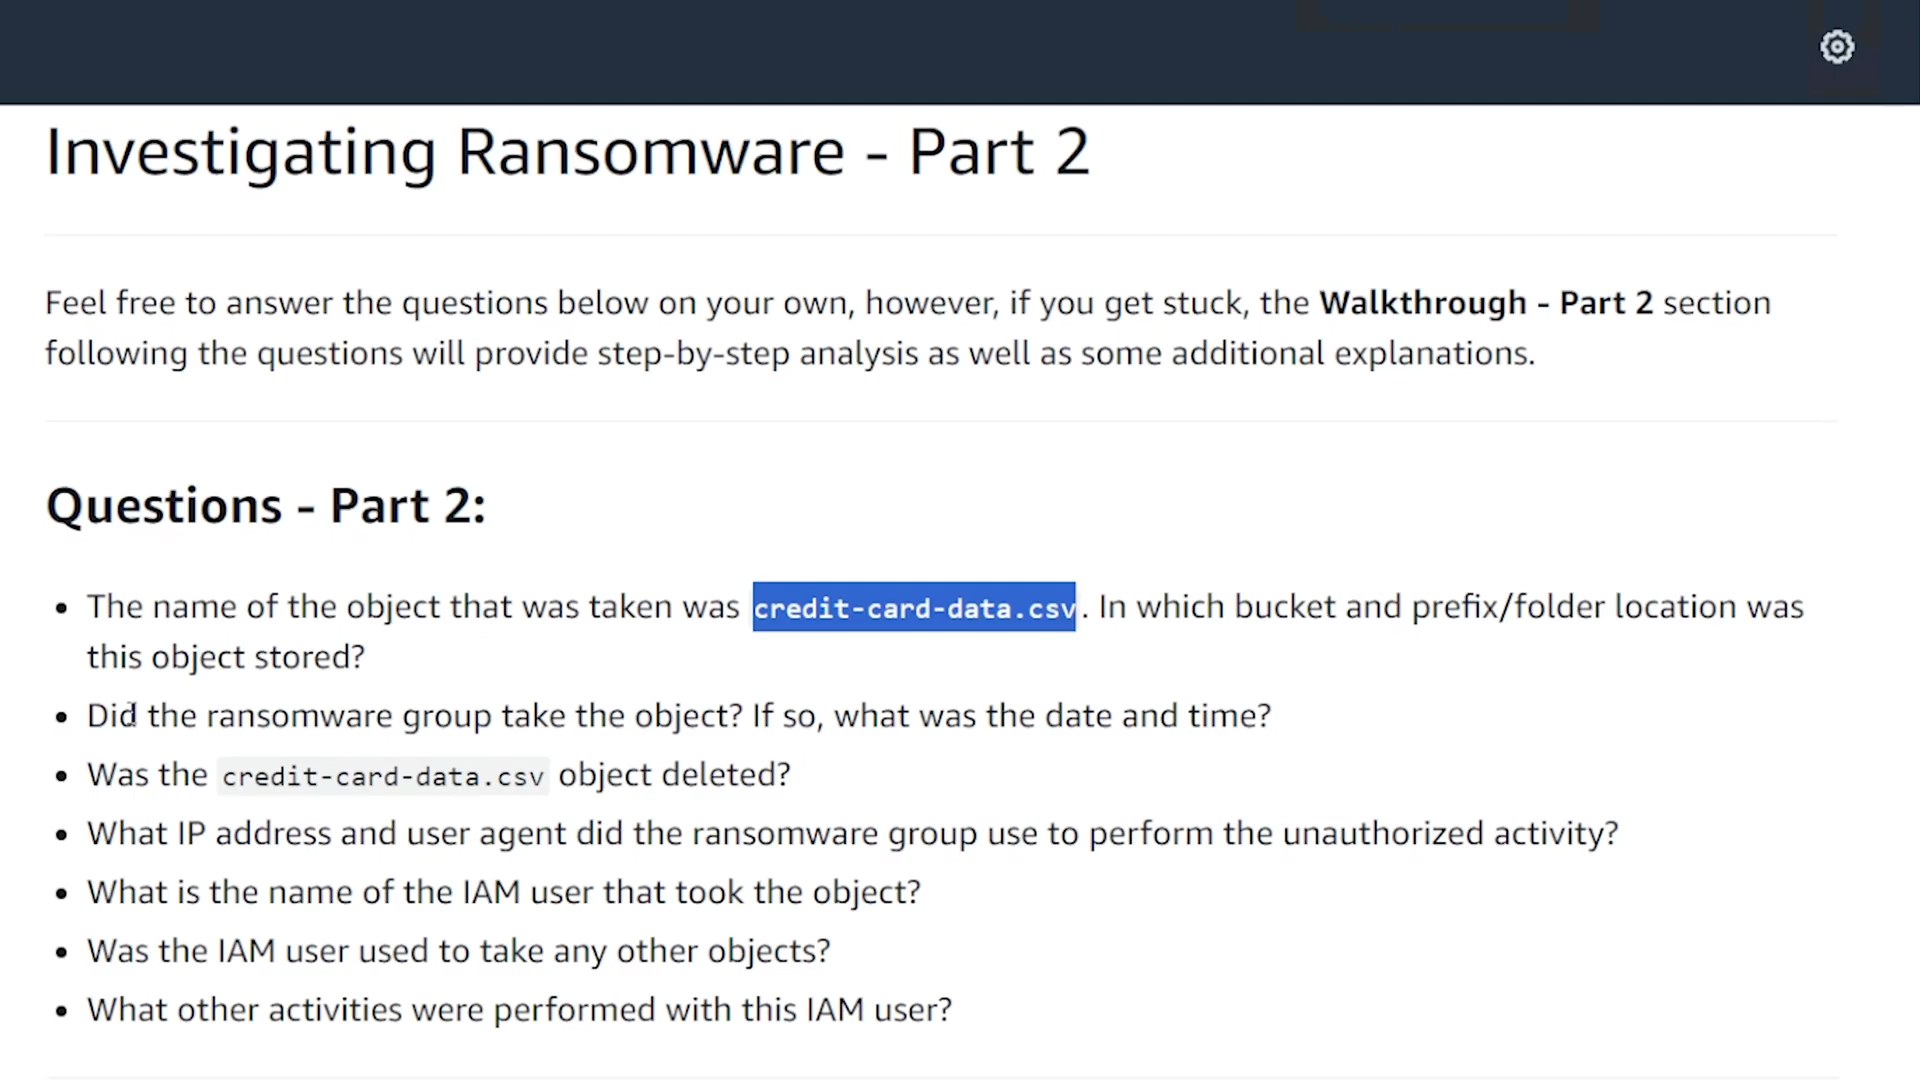 Investigating Ransomware - Part 2
Feel free to answer the questions below on your own, however, if you get stuck, the Walkthrough - Part 2 section
following the questions will provide step-by-step analysis as well as some additional explanations.
Questions - Part 2:
• The name of the object that was taken was credit-card-data.csv. In which bucket and prefix/folder location was
this object stored?
• Did the ransomware group take the object? If so, what was the date and time?
• Was the credit-card-data.csv object deleted?
• What IP address and user agent did the ransomware group use to perform the unauthorized activity?
• What is the name of the IAM user that took the object?
• Was the IAM user used to take any other objects?
• What other activities were performed with this IAM user?